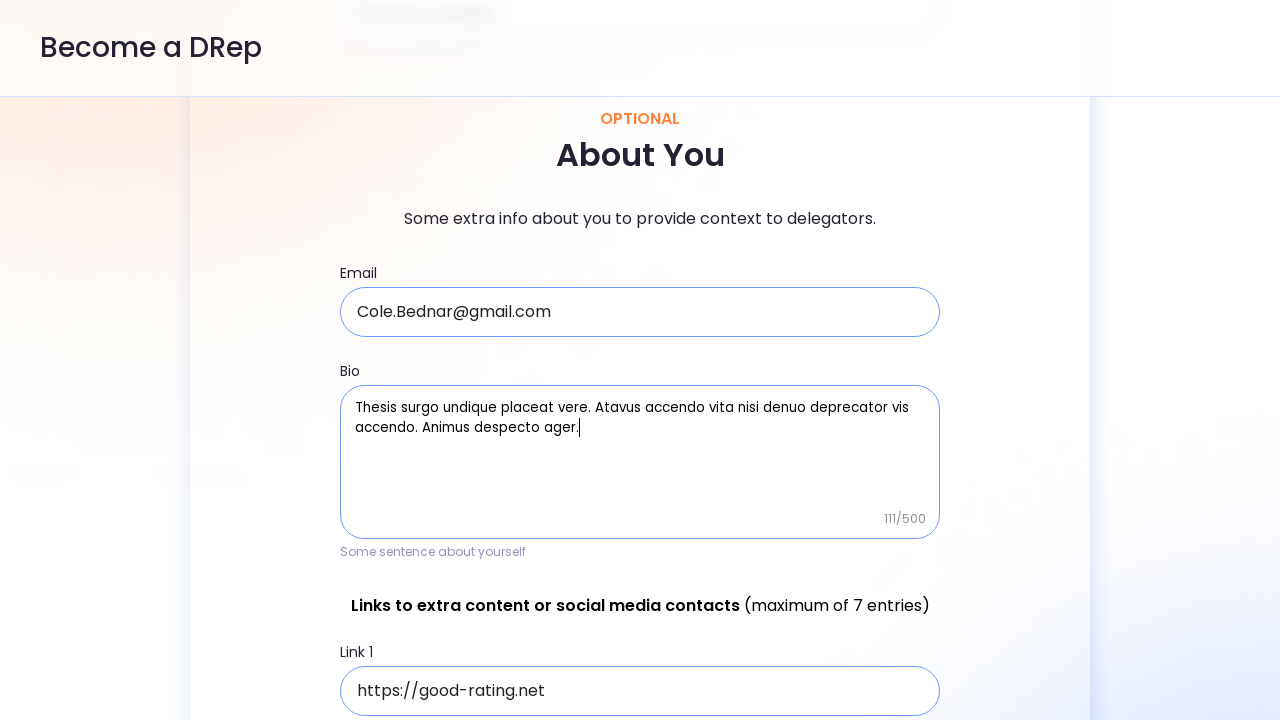 Become a DRep
OPTIONAL
About You
Some extra info about you to provide context to delegators.
Email
Cole.Bednar@gmail.com
Bio
Thesis surgo undique placeat vere. Atavus accendo vita nisi denuo deprecator vis
accendo. Animus despecto ager.
111/500
Some sentence about yourself
Links to extra content or social media contacts (maximum of 7 entries)
Link 1
https://good-rating.net